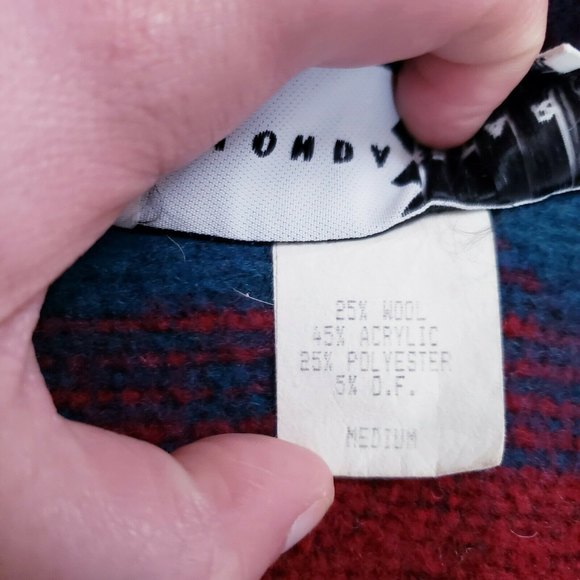 25% WOOL
45% ACRYLIC
25% POLYESTER
5% O.F.
MEDIUM